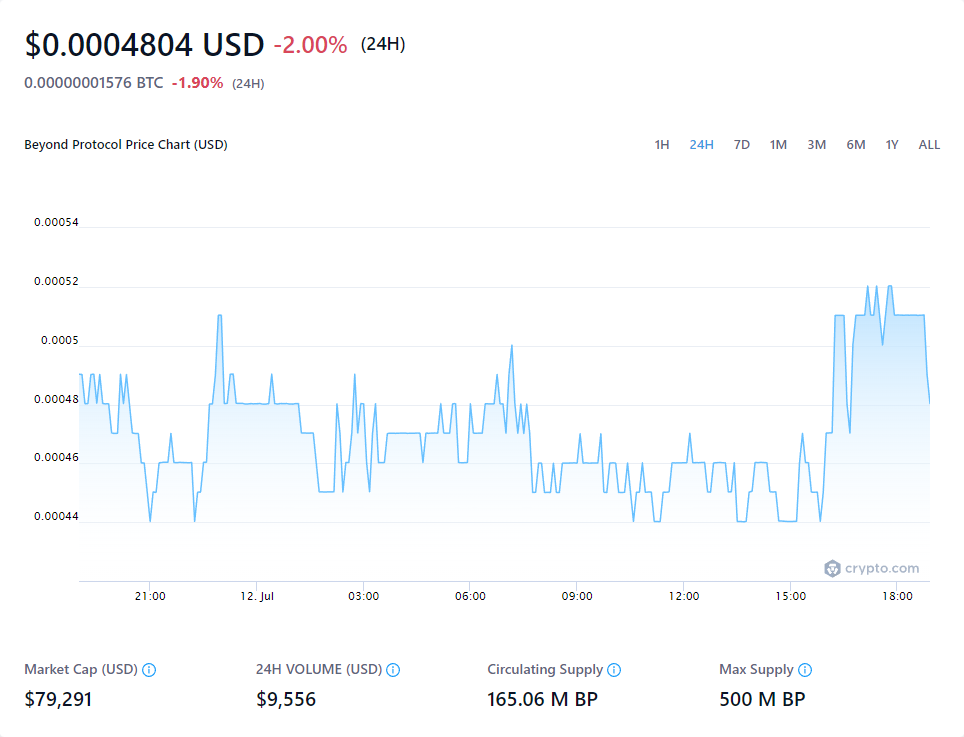 $0.0004804 USD -2.00% (24H)
0.00000001576 BTC -1.90% (24H)
Beyond Protocol Price Chart (USD) 1H 24H 7D 1M 3M 6M 1Y ALL
0.00054
0.00052
0.0005
0.00048
0.00046
0.00044
crypto.com
21:00 12. Jul 03:00 06:00 09:00 12:00 15:00 18:00
Market Cap (USD) 24H VOLUME (USD) Circulating Supply Max Supply
$79,291 $9,556 165.06 M BP 500 M BP